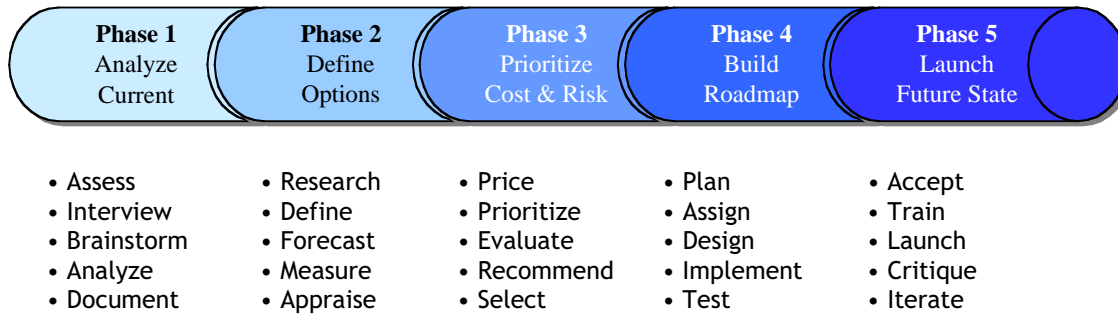 Phase 1
Analyze
Current
Phase 2
Define
Options
Phase 3
Prioritize
Cost & Risk
Phase 4
Build
Roadmap
Phase 5
Launch
Future State
• Assess
• Interview
• Brainstorm
• Analyze
• Document
• Research
• Define
• Forecast
• Measure
• Appraise
• Price
• Prioritize
• Evaluate
• Recommend
• Select
• Plan
• Assign
• Design
• Implement
• Test
• Accept
• Train
• Launch
• Critique
• Iterate